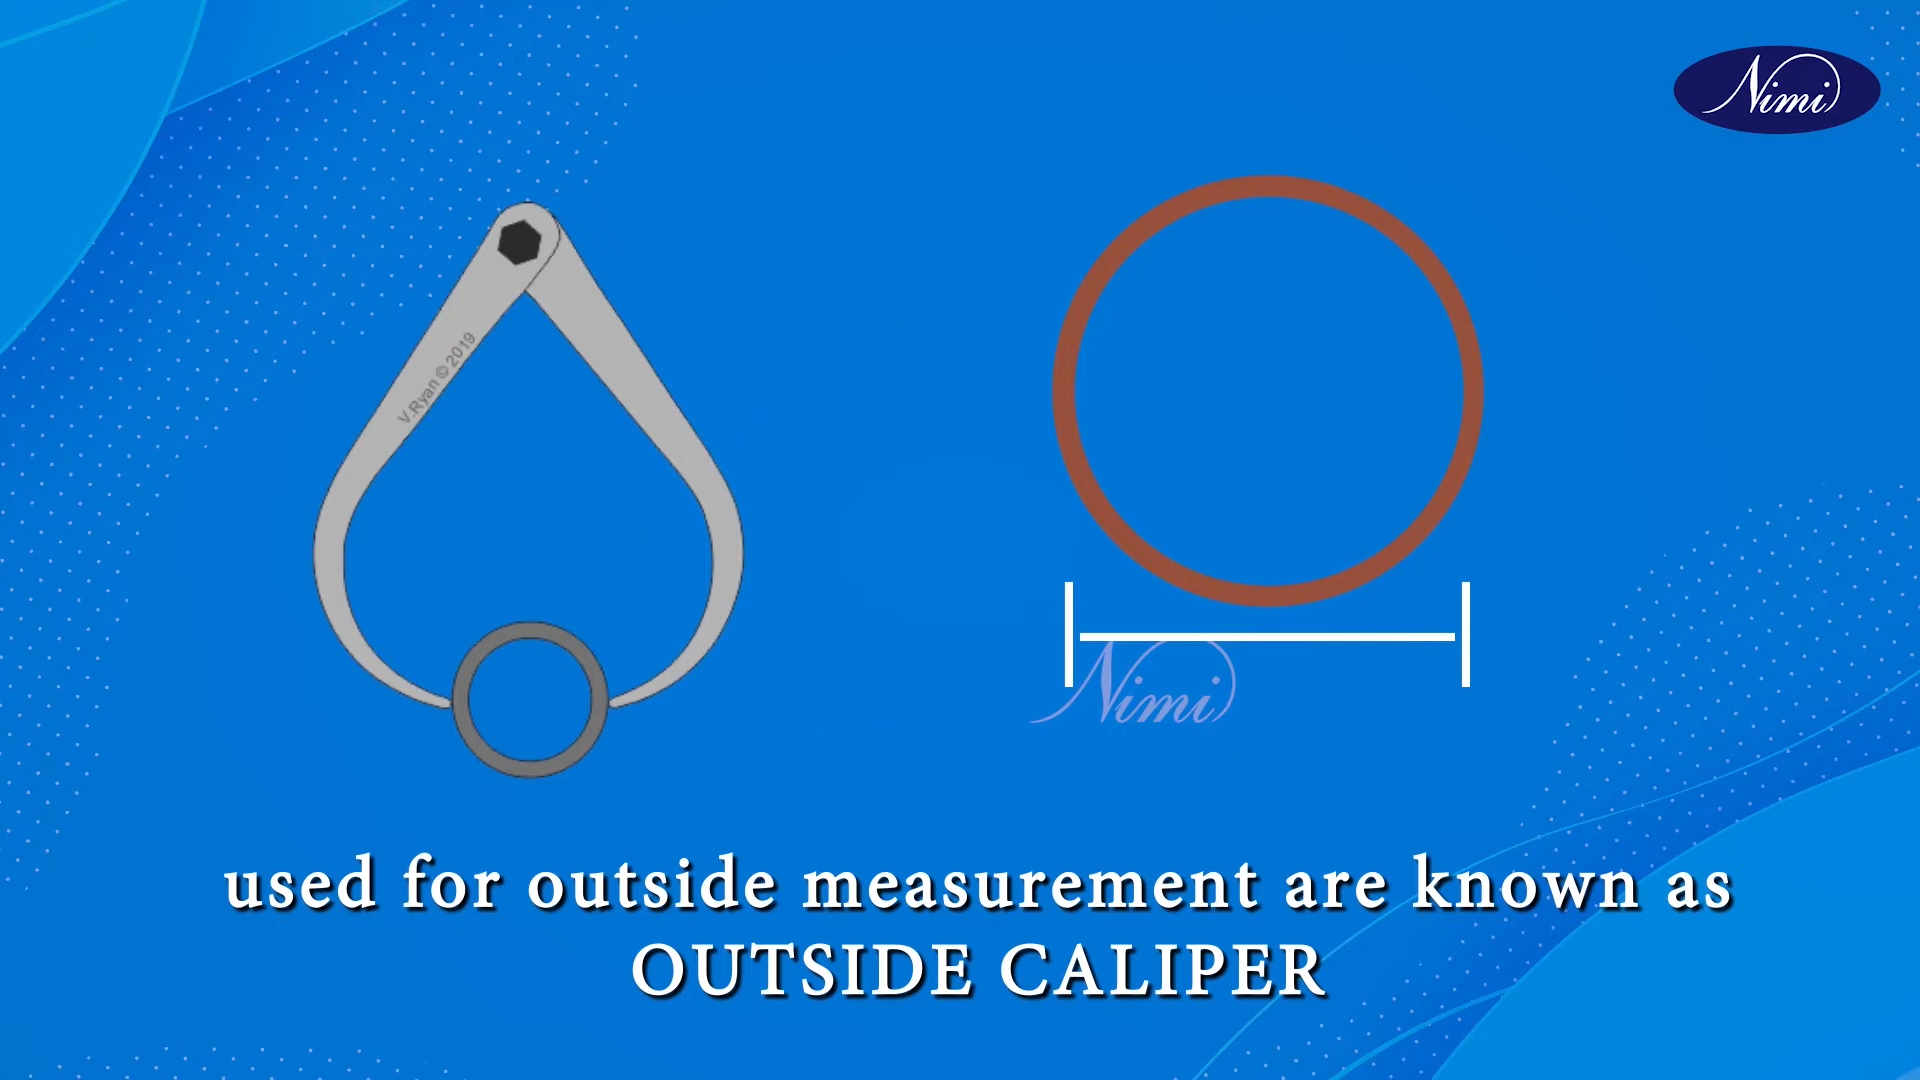 Nimi
V.Ryan © 2019
Nimi
used for outside measurement are known as
OUTSIDE CALIPER